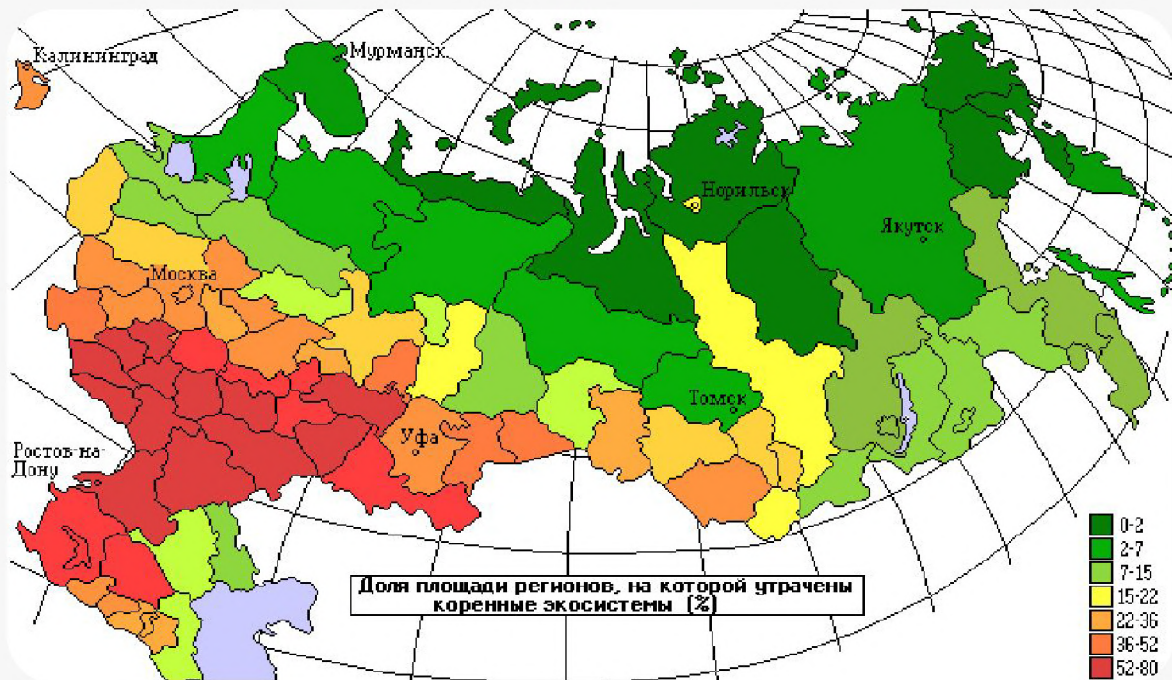 Калининград
Мурманск
Норильск
Якутск
Москва
Томск
Уфа
Ростов-на-
Дону
0-2
2-7
7-15
15-22
22-36
36-52
52-80
Доля площади регионов, на которой утрачены
коренные экосистемы (%)